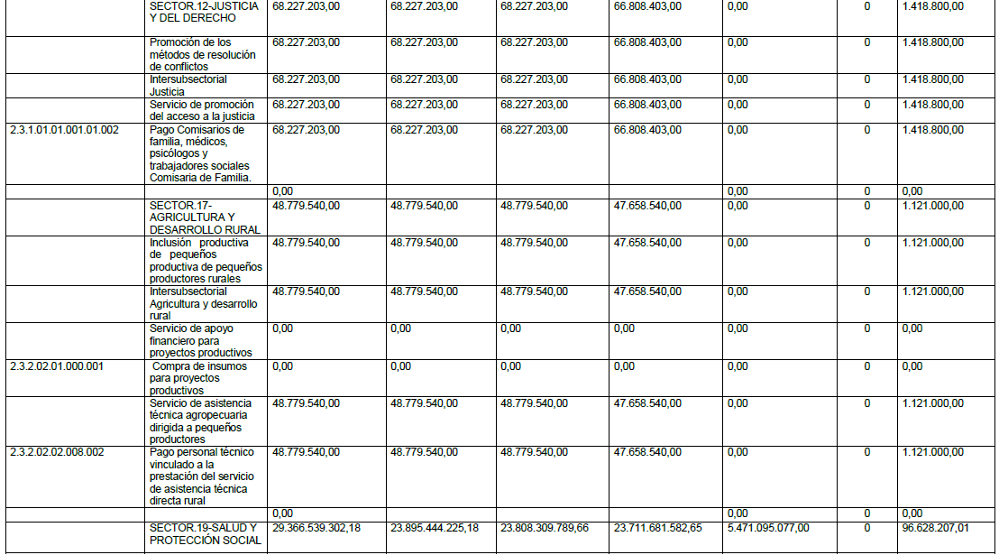 SECTOR.12-JUSTICIA 68.227.203,00 68.227.203,00 68.227.203,00 66.808.403,00 0,00 0 1.418.800,00
Y DEL DERECHO
Promoción de los 68.227.203,00 68.227.203,00 68.227.203,00 66.808.403,00 0,00 0 1.418.800,00
métodos de resolución
de conflictos
Intersubsectorial 68.227.203,00 68.227.203,00 68.227.203,00 66.808.403,00 0,00 0 1.418.800,00
Justicia
Servicio de promoción 68.227.203,00 68.227.203,00 68.227.203,00 66.808.403,00 0,00 0 1.418.800,00
del acceso a la justicia
2.3.1.01.01.001.01.002 Pago Comisarios de 68.227.203,00 68.227.203,00 68.227.203,00 66.808.403,00 0,00 0 1.418.800,00
familia, médicos,
psicólogos y
trabajadores sociales
Comisaria de Familia.
0,00 0,00 0 0,00
SECTOR.17- 48.779.540,00 48.779.540,00 48.779.540,00 47.658.540,00 0,00 0 1.121.000,00
AGRICULTURA Y
DESARROLLO RURAL
Inclusión productiva 48.779.540,00 48.779.540,00 48.779.540,00 47.658.540,00 0,00 0 1.121.000,00
de pequeños
productiva de pequeños
productores rurales
Intersubsectorial 48.779.540,00 48.779.540,00 48.779.540,00 47.658.540,00 0,00 0 1.121.000,00
Agricultura y desarrollo
rural
Servicio de apoyo 0,00 0,00 0,00 0,00 0,00 0 0,00
financiero para
proyectos productivos
2.3.2.02.01.000.001 Compra de insumos 0,00 0,00 0,00 0,00 0,00 0 0,00
para proyectos
productivos
Servicio de asistencia 48.779.540,00 48.779.540,00 48.779.540,00 47.658.540,00 0,00 0 1.121.000,00
técnica agropecuaria
dirigida a pequeños
productores
2.3.2.02.02.008.002 Pago personal técnico 48.779.540,00 48.779.540,00 48.779.540,00 47.658.540,00 0,00 0 1.121.000,00
vinculado a la
prestación del servicio
de asistencia técnica
directa rural
0,00 0,00 0 0,00
SECTOR.19-SALUD Y 29.366.539.302,18 23.895.444.225,18 23.808.309.789,66 23.711.681.582,65 5.471.095.077,00 0 96.628.207,01
PROTECCIÓN SOCIAL